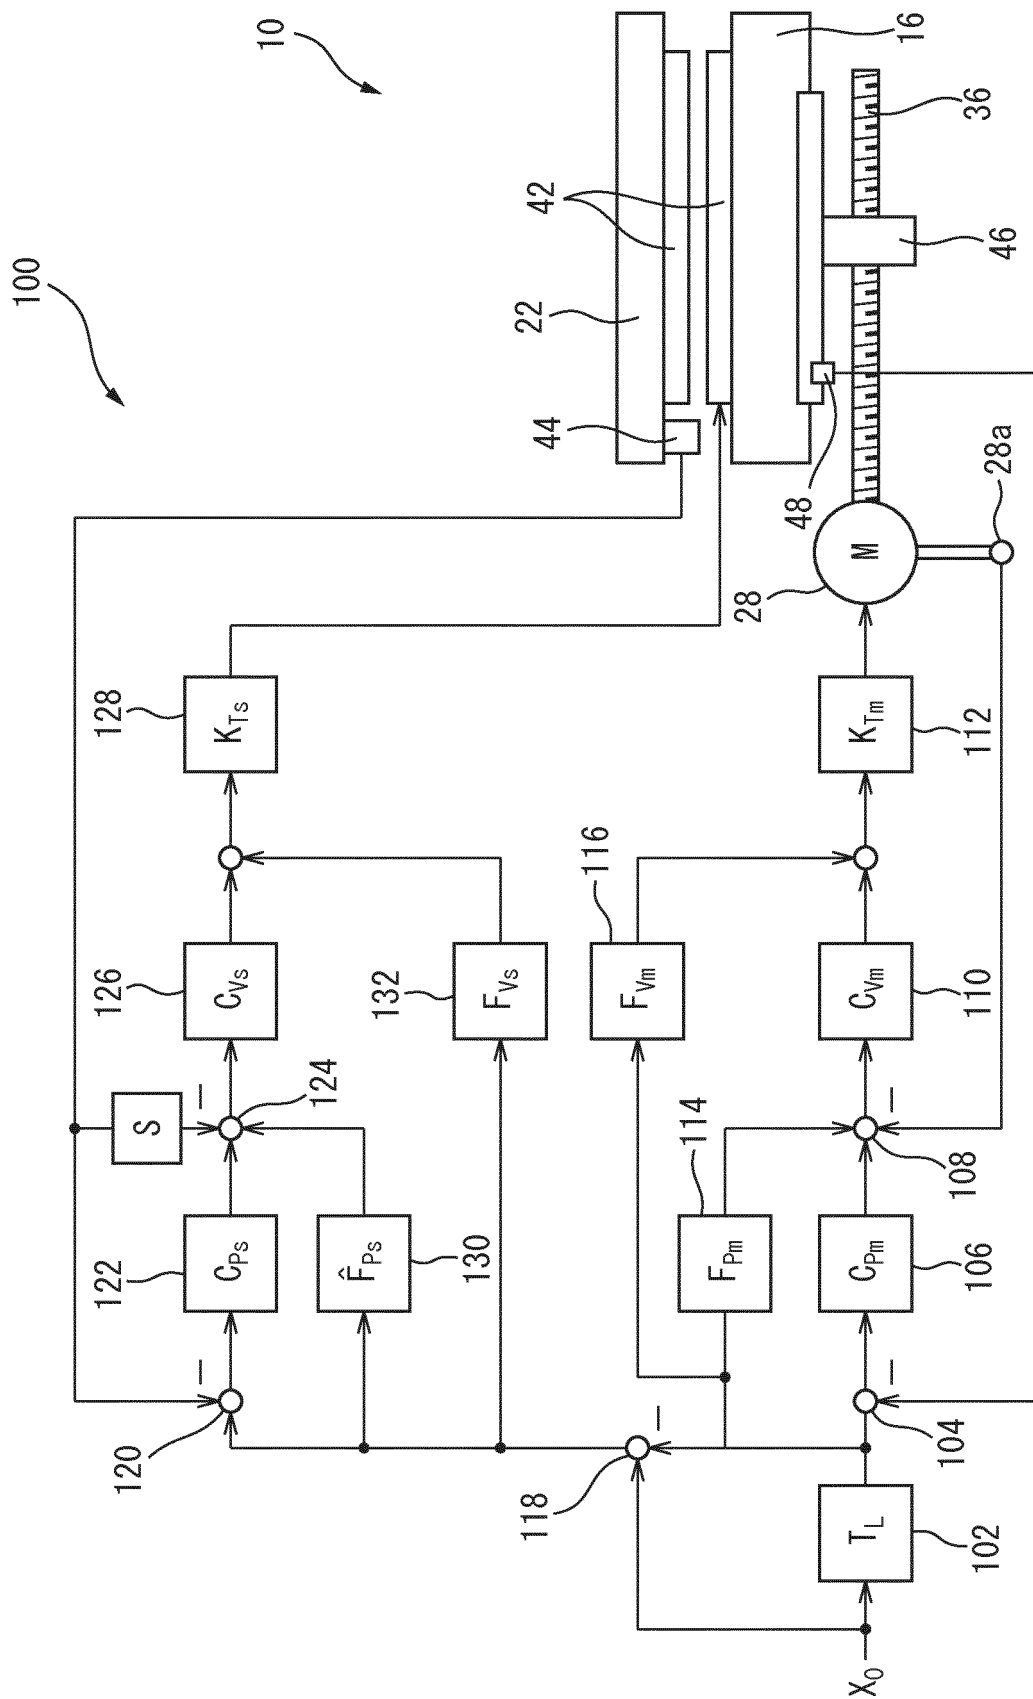 100
10
22
42
16
44
48
36
46
28
M
28a
128
K_Ts
126
C_Vs
132
F_Vs
S
124
122
C_Ps
F̂_Ps
130
120
116
F_Vm
114
F_Pm
K_Tm
112
C_Vm
110
108
C_Pm
106
104
118
T_L
102
X_0
−
−
−
−
−